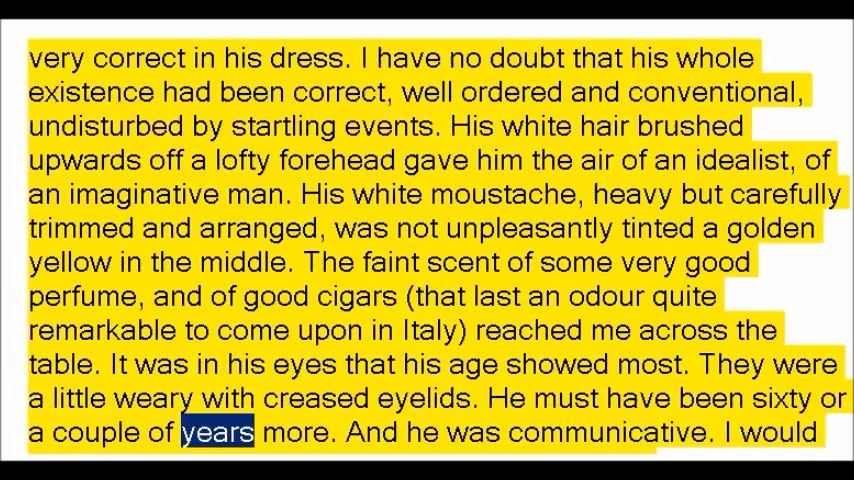 very correct in his dress. I have no doubt that his whole
existence had been correct, well ordered and conventional,
undisturbed by startling events. His white hair brushed
upwards off a lofty forehead gave him the air of an idealist, of
an imaginative man. His white moustache, heavy but carefully
trimmed and arranged, was not unpleasantly tinted a golden
yellow in the middle. The faint scent of some very good
perfume, and of good cigars (that last an odour quite
remarkable to come upon in Italy) reached me across the
table. It was in his eyes that his age showed most. They were
a little weary with creased eyelids. He must have been sixty or
a couple of years more. And he was communicative. I would